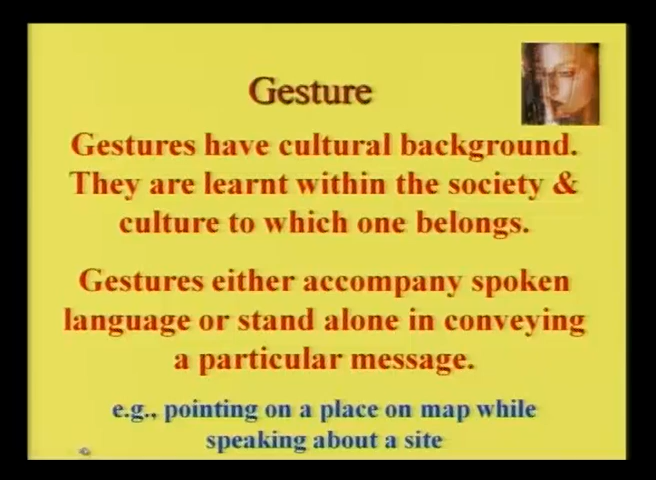 Gesture
Gestures have cultural background.
They are learnt within the society &
culture to which one belongs.
Gestures either accompany spoken
language or stand alone in conveying
a particular message.
e.g., pointing on a place on map while
speaking about a site